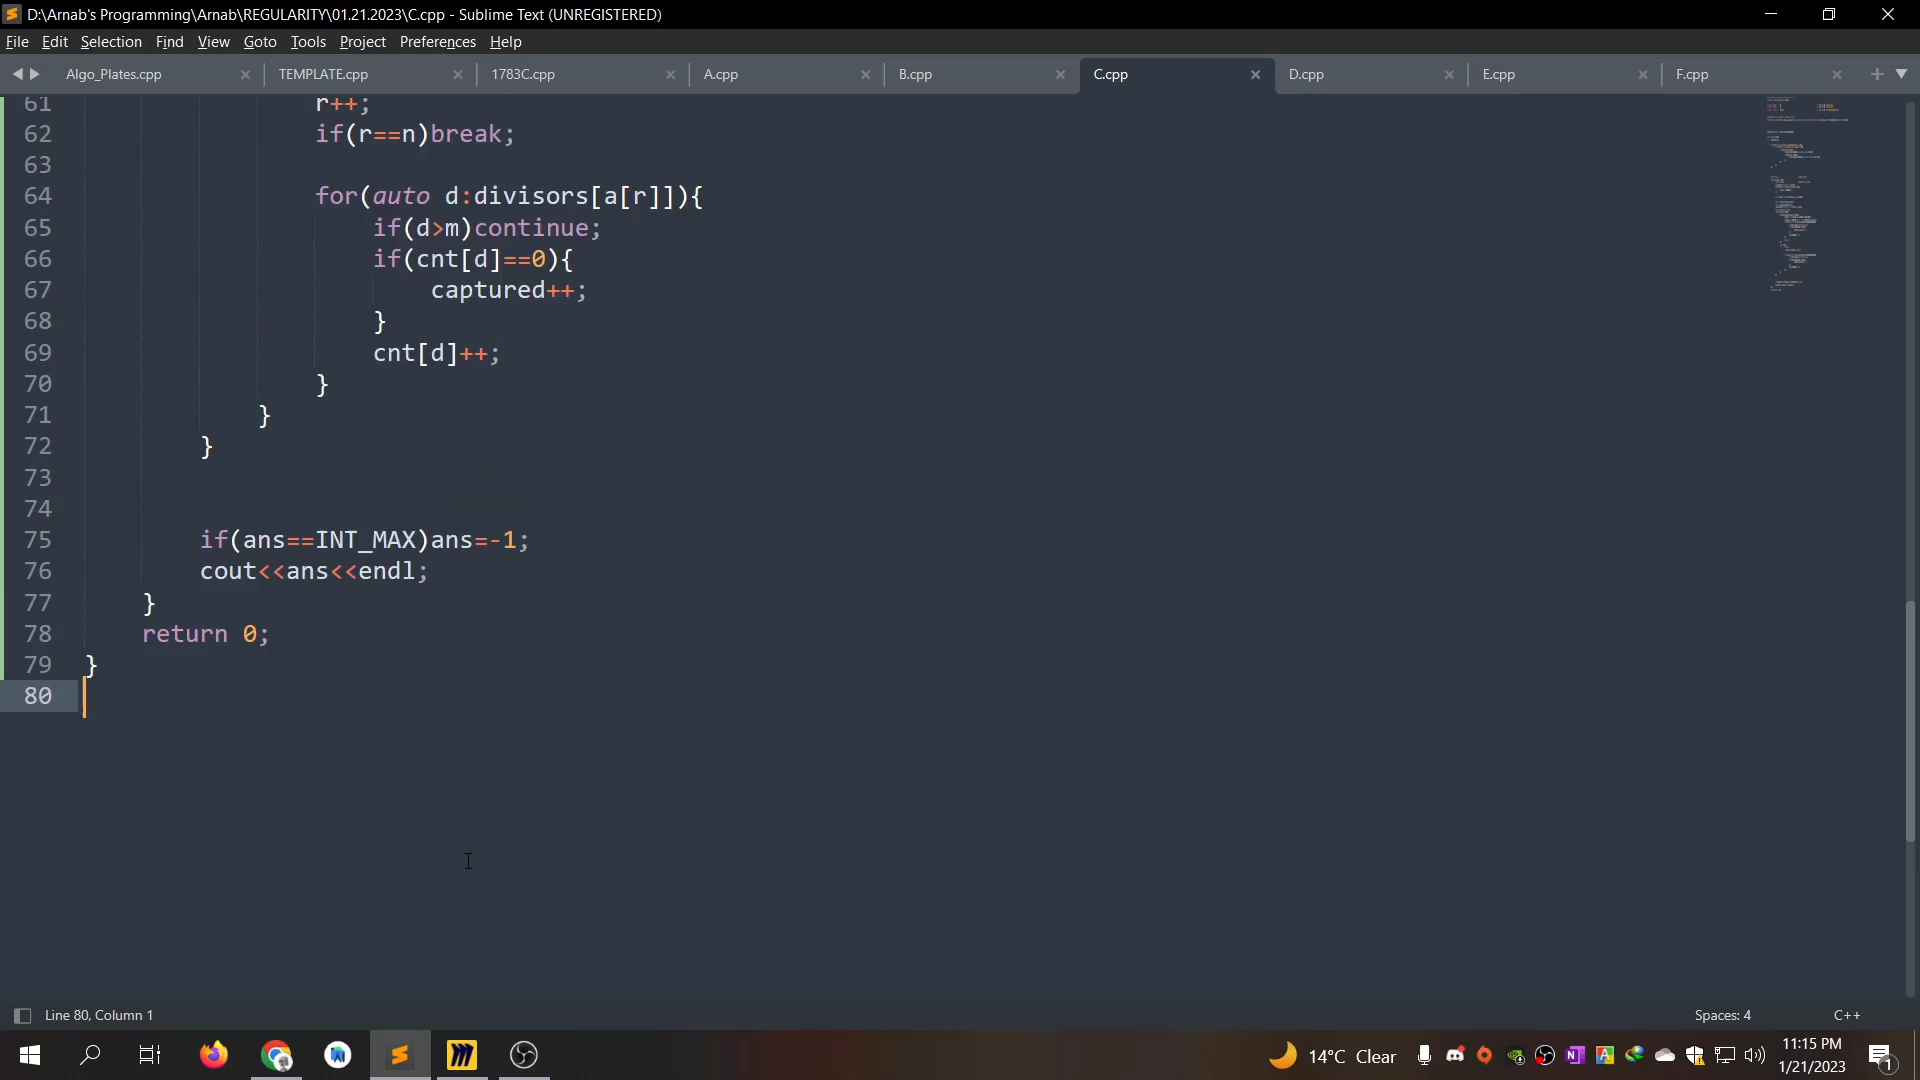 D:\Arnab's Programming\Arnab\REGULARITY\01.21.2023\C.cpp - Sublime Text (UNREGISTERED)
File Edit Selection Find View Goto Tools Project Preferences Help
Algo_Plates.cpp TEMPLATE.cpp 1783C.cpp A.cpp B.cpp C.cpp D.cpp E.cpp F.cpp
61 r++;
62 if(r==n)break;
63
64 for(auto d:divisors[a[r]]){
65 if(d>m)continue;
66 if(cnt[d]==0){
67 captured++;
68 }
69 cnt[d]++;
70 }
71 }
72 }
73
74
75 if(ans==INT_MAX)ans=-1;
76 cout<<ans<<endl;
77 }
78 return 0;
79 }
80
Line 80, Column 1 Spaces: 4 C++
14°C Clear 11:15 PM
1/21/2023
1